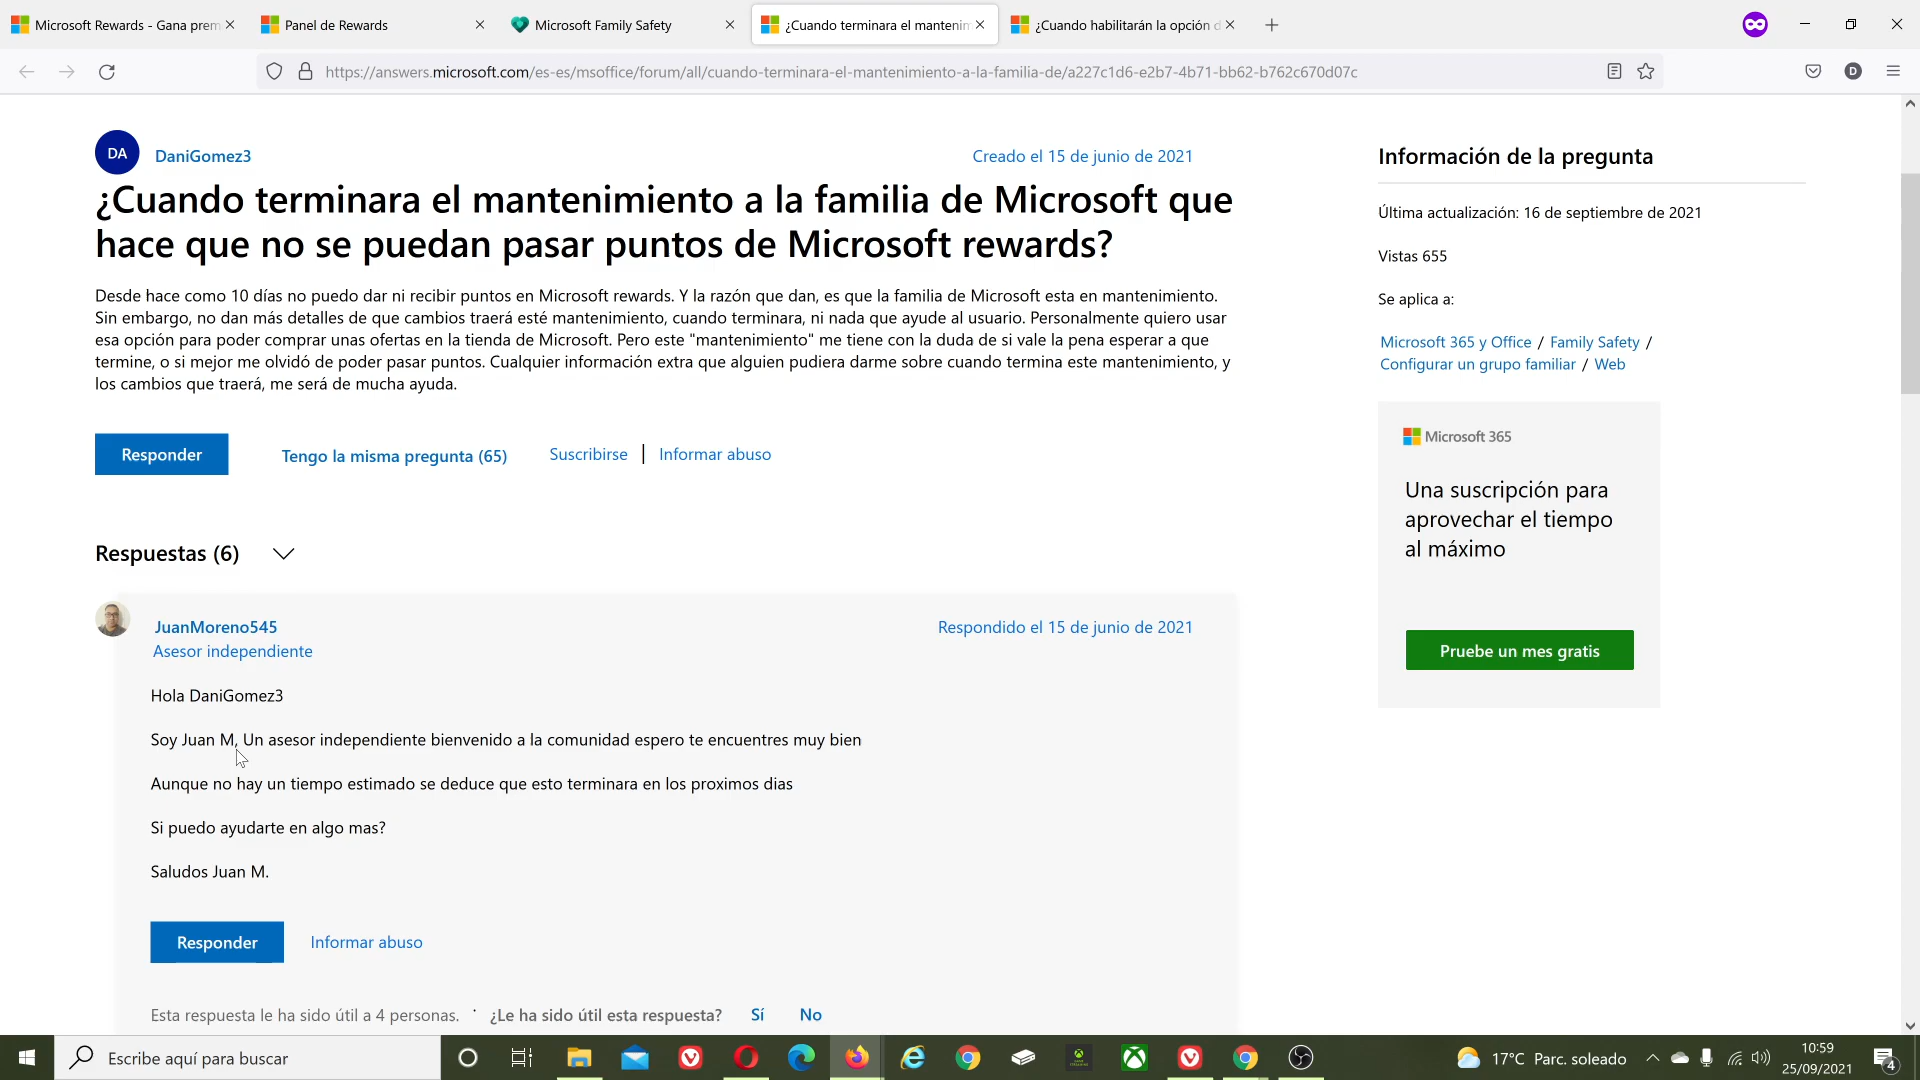 Microsoft Rewards - Gana prem
Panel de Rewards
Microsoft Family Safety
¿Cuando terminara el mantenim
¿Cuando habilitarán la opción d
https://answers.microsoft.com/es-es/msoffice/forum/all/cuando-terminara-el-mantenimiento-a-la-familia-de/a227c1d6-e2b7-4b71-bb62-b762c670d07c
D
DA
DaniGomez3
Creado el 15 de junio de 2021
¿Cuando terminara el mantenimiento a la familia de Microsoft que
hace que no se puedan pasar puntos de Microsoft rewards?
Desde hace como 10 días no puedo dar ni recibir puntos en Microsoft rewards. Y la razón que dan, es que la familia de Microsoft esta en mantenimiento.
Sin embargo, no dan más detalles de que cambios traerá esté mantenimiento, cuando terminara, ni nada que ayude al usuario. Personalmente quiero usar
esa opción para poder comprar unas ofertas en la tienda de Microsoft. Pero este "mantenimiento" me tiene con la duda de si vale la pena esperar a que
termine, o si mejor me olvidó de poder pasar puntos. Cualquier información extra que alguien pudiera darme sobre cuando termina este mantenimiento, y
los cambios que traerá, me será de mucha ayuda.
Responder
Tengo la misma pregunta (65)
Suscribirse
Informar abuso
Respuestas (6)
JuanMoreno545
Respondido el 15 de junio de 2021
Asesor independiente
Hola DaniGomez3
Soy Juan M, Un asesor independiente bienvenido a la comunidad espero te encuentres muy bien
Aunque no hay un tiempo estimado se deduce que esto terminara en los proximos dias
Si puedo ayudarte en algo mas?
Saludos Juan M.
Responder
Informar abuso
Esta respuesta le ha sido útil a 4 personas.
·
¿Le ha sido útil esta respuesta?
Sí
No
Información de la pregunta
Última actualización: 16 de septiembre de 2021
Vistas 655
Se aplica a:
Microsoft 365 y Office / Family Safety /
Configurar un grupo familiar / Web
Microsoft 365
Una suscripción para
aprovechar el tiempo
al máximo
Pruebe un mes gratis
Escribe aquí para buscar
17°C Parc. soleado
10:59
25/09/2021
4